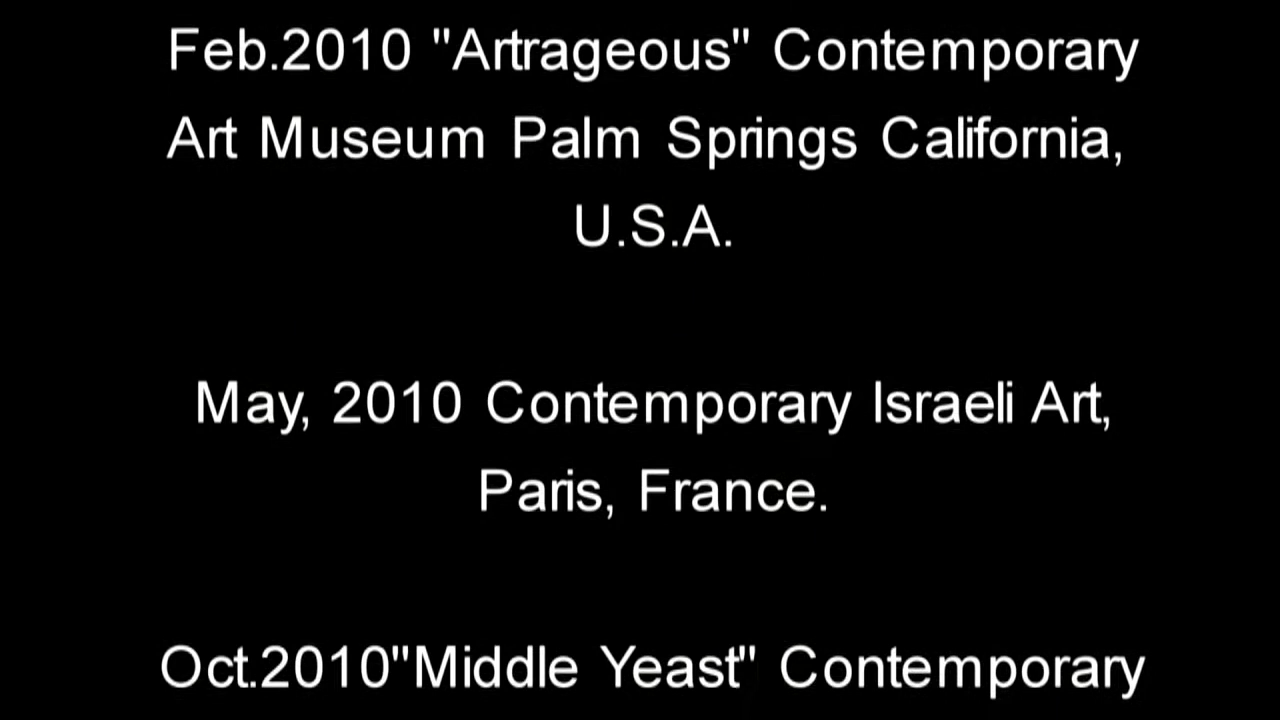 Feb.2010 "Artrageous" Contemporary
Art Museum Palm Springs California,
U.S.A.
May, 2010 Contemporary Israeli Art,
Paris, France.
Oct.2010"Middle Yeast" Contemporary